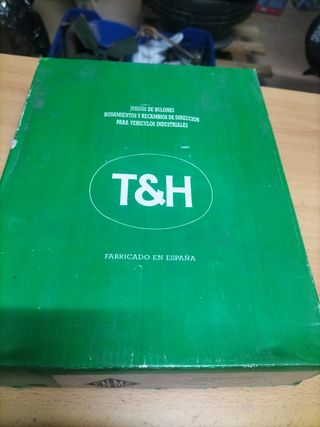 JUEGOS DE BULONES
RODAMIENTOS Y RECAMBIOS DE DIRECCION
PARA VEHICULOS INDUSTRIALES
T&H
FABRICADO EN ESPAÑA